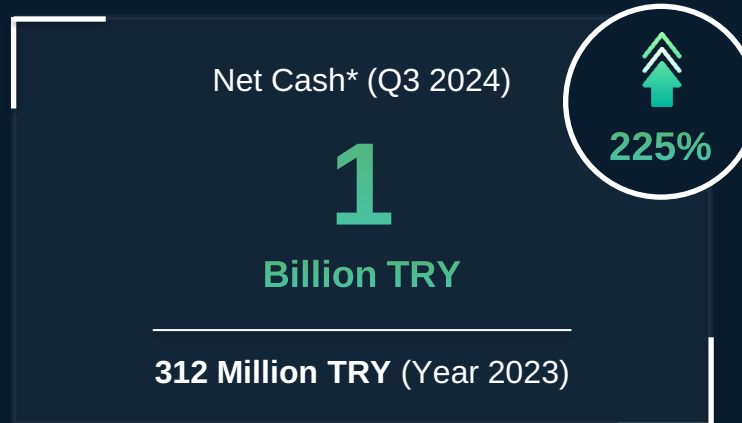 Net Cash* (Q3 2024)
225%
1
Billion TRY
312 Million TRY (Year 2023)